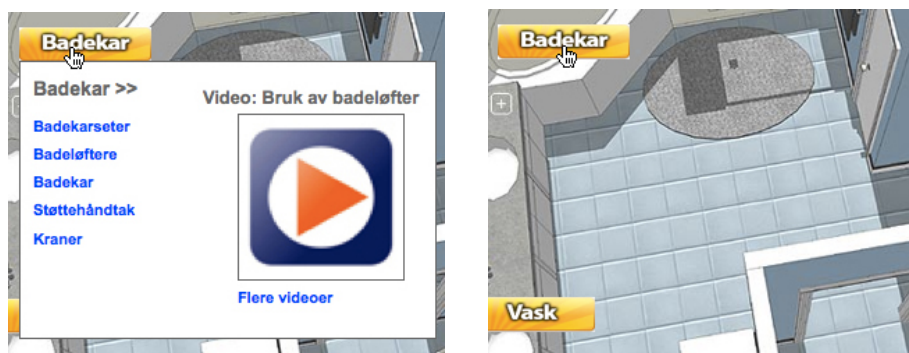 Badekar
Badekar >>
Video: Bruk av badeløfter
Badekarseter
Badeløftere
Badekar
Støttehåndtak
Kraner
Flere videoer
Badekar
Vask